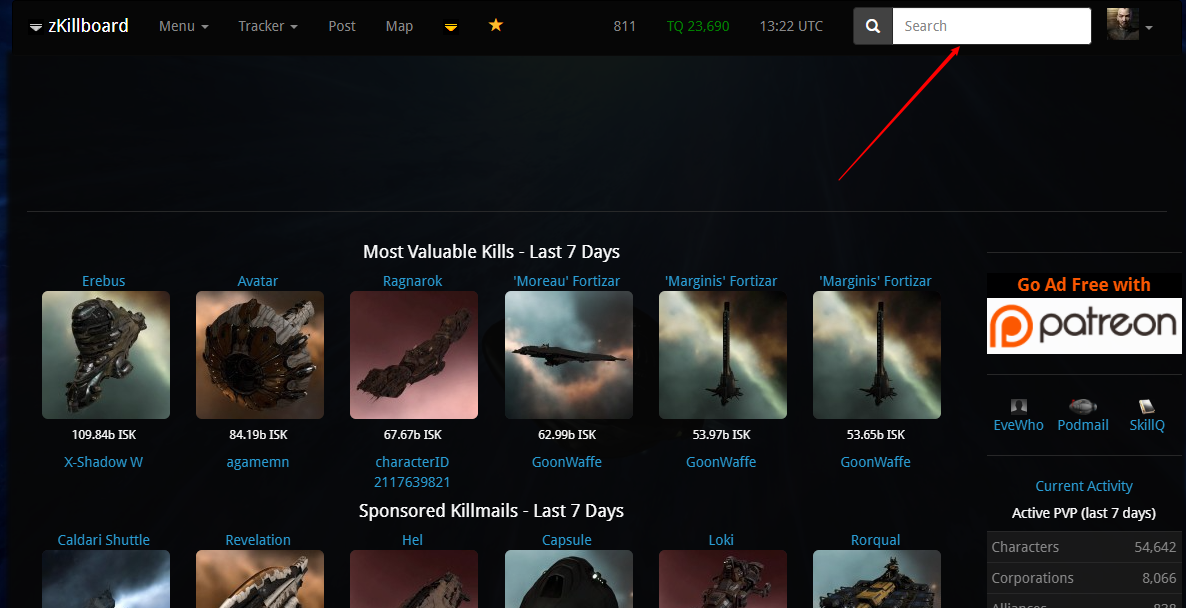 zKillboard Menu Tracker Post Map 811 TQ 23,690 13:22 UTC Search
Most Valuable Kills - Last 7 Days
Erebus Avatar Ragnarok 'Moreau' Fortizar 'Marginis' Fortizar 'Marginis' Fortizar
109.84b ISK 84.19b ISK 67.67b ISK 62.99b ISK 53.97b ISK 53.65b ISK
X-Shadow W agamemn characterID GoonWaffe GoonWaffe GoonWaffe
2117639821
Sponsored Killmails - Last 7 Days
Caldari Shuttle Revelation Hel Capsule Loki Rorqual
Go Ad Free with
patreon
EveWho Podmail SkillQ
Current Activity
Active PVP (last 7 days)
Characters 54,642
Corporations 8,066
Alliances 838